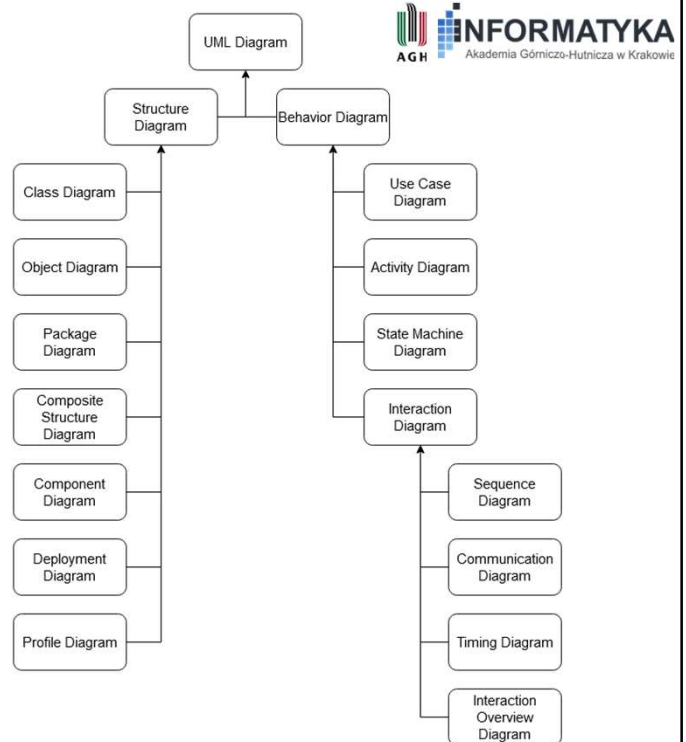 UML Diagram
AGH
INFORMATYKA
Akademia Górniczo-Hutnicza w Krakowie
Structure
Diagram
Behavior Diagram
Class Diagram
Use Case
Diagram
Object Diagram
Activity Diagram
Package
Diagram
State Machine
Diagram
Composite
Structure
Diagram
Interaction
Diagram
Component
Diagram
Sequence
Diagram
Deployment
Diagram
Communication
Diagram
Profile Diagram
Timing Diagram
Interaction
Overview
Diagram